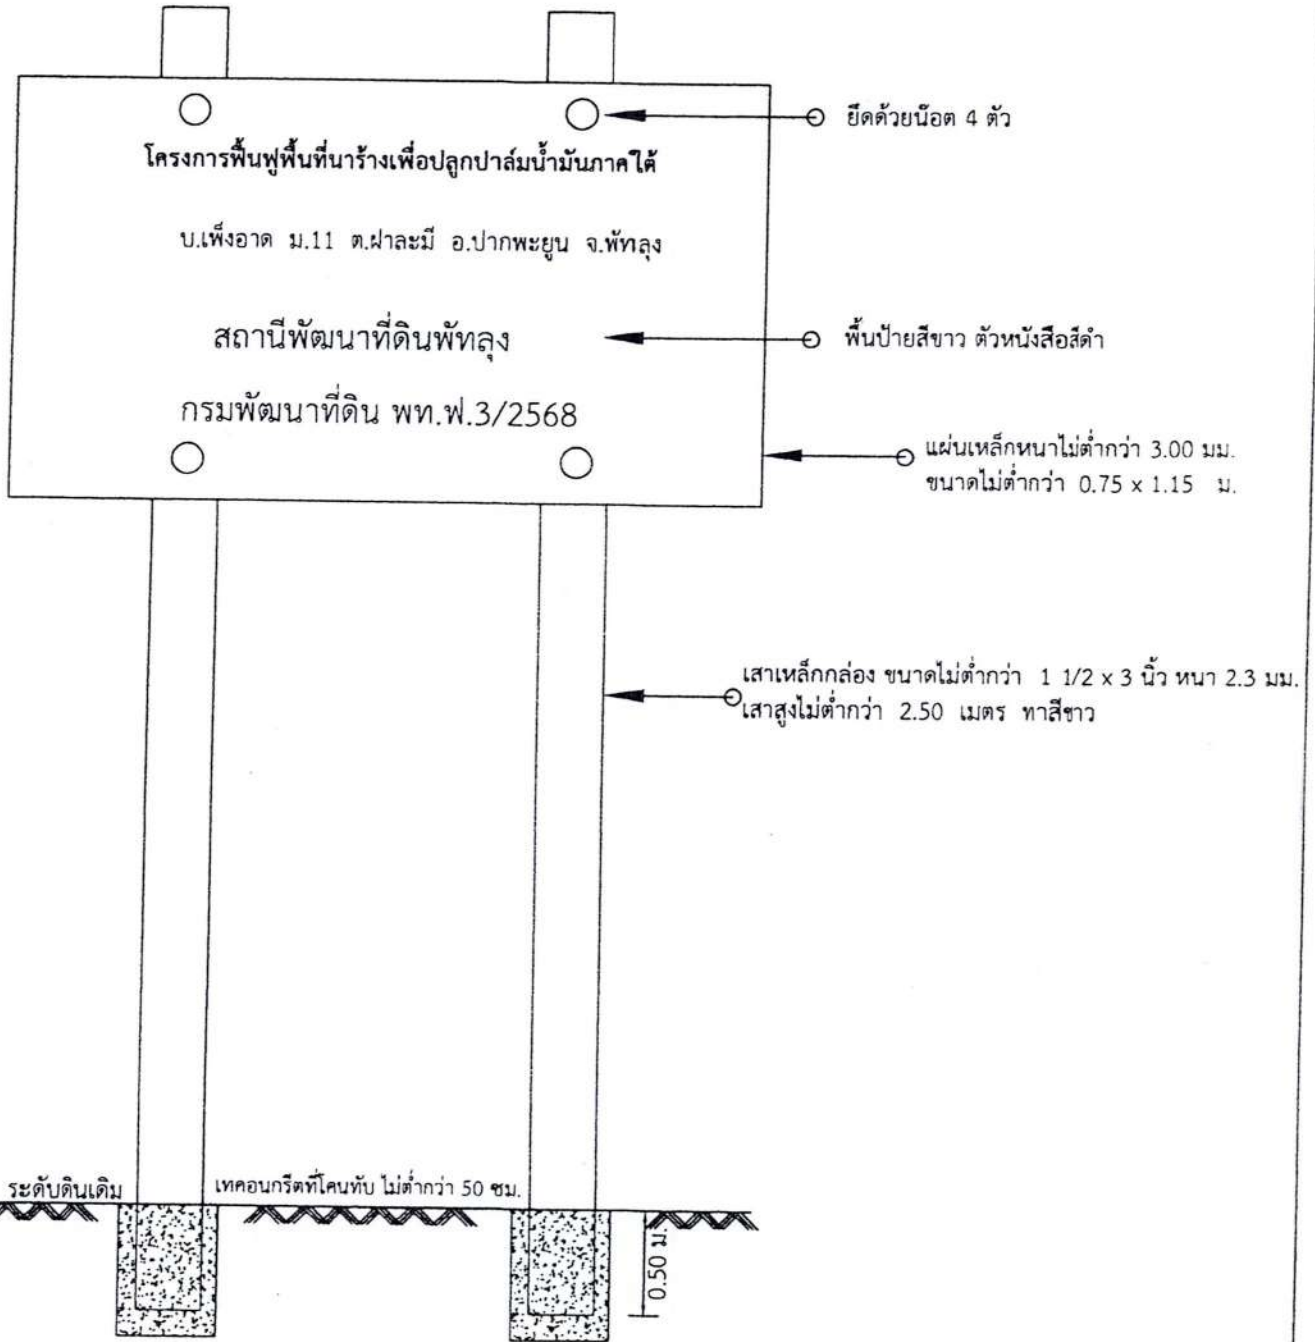 ยึดด้วยน๊อต 4 ตัว
โครงการฟื้นฟูพื้นที่นาร้างเพื่อปลูกปาล์มน้ำมันภาคใต้
บ.เพ็งอาด ม.11 ต.ฝาละมี อ.ปากพะยูน จ.พัทลุง
สถานีพัฒนาที่ดินพัทลุง
พื้นป้ายสีขาว ตัวหนังสือสีดำ
กรมพัฒนาที่ดิน พท.ฟ.3/2568
แผ่นเหล็กหนาไม่ต่ำกว่า 3.00 มม.
ขนาดไม่ต่ำกว่า 0.75 x 1.15 ม.
เสาเหล็กกล่อง ขนาดไม่ต่ำกว่า 1 1/2 x 3 นิ้ว หนา 2.3 มม.
เสาสูงไม่ต่ำกว่า 2.50 เมตร ทาสีขาว
ระดับดินเดิม
เทคอนกรีตที่โคนทับ ไม่ต่ำกว่า 50 ซม.
0.50 ม.